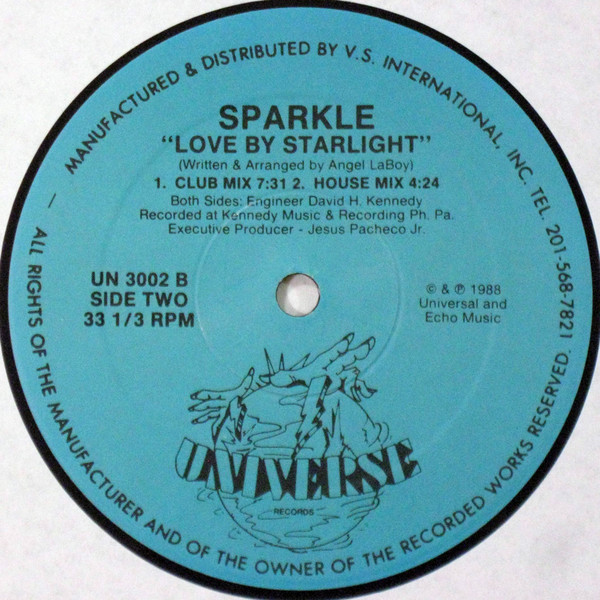 MANUFACTURED & DISTRIBUTED BY V.S. INTERNATIONAL, INC. TEL. 201-568-7821
SPARKLE
"LOVE BY STARLIGHT"
(Written & Arranged by Angel LaBoy)
1. CLUB MIX 7:31 2. HOUSE MIX 4:24
Both Sides: Engineer David H. Kennedy
Recorded at Kennedy Music & Recording Ph. Pa.
Executive Producer - Jesus Pacheco Jr.
UN 3002 B
SIDE TWO
33 1/3 RPM
© & ℗ 1988
Universal and
Echo Music
UNIVERSE
RECORDS
— ALL RIGHTS OF THE MANUFACTURER AND OF THE OWNER OF THE RECORDED WORKS RESERVED.